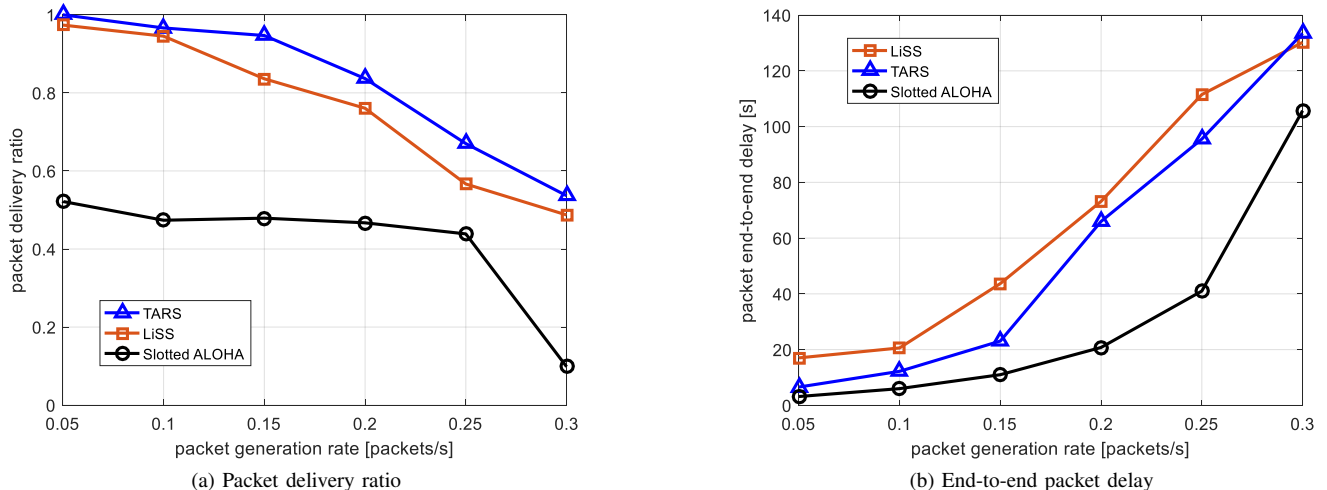 1
0.8
0.6
0.4
0.2
0
packet delivery ratio
TARS
LiSS
Slotted ALOHA
0.05 0.1 0.15 0.2 0.25 0.3
packet generation rate [packets/s]
(a) Packet delivery ratio
140
120
100
80
60
40
20
0
packet end-to-end delay [s]
LiSS
TARS
Slotted ALOHA
0.05 0.1 0.15 0.2 0.25 0.3
packet generation rate [packets/s]
(b) End-to-end packet delay